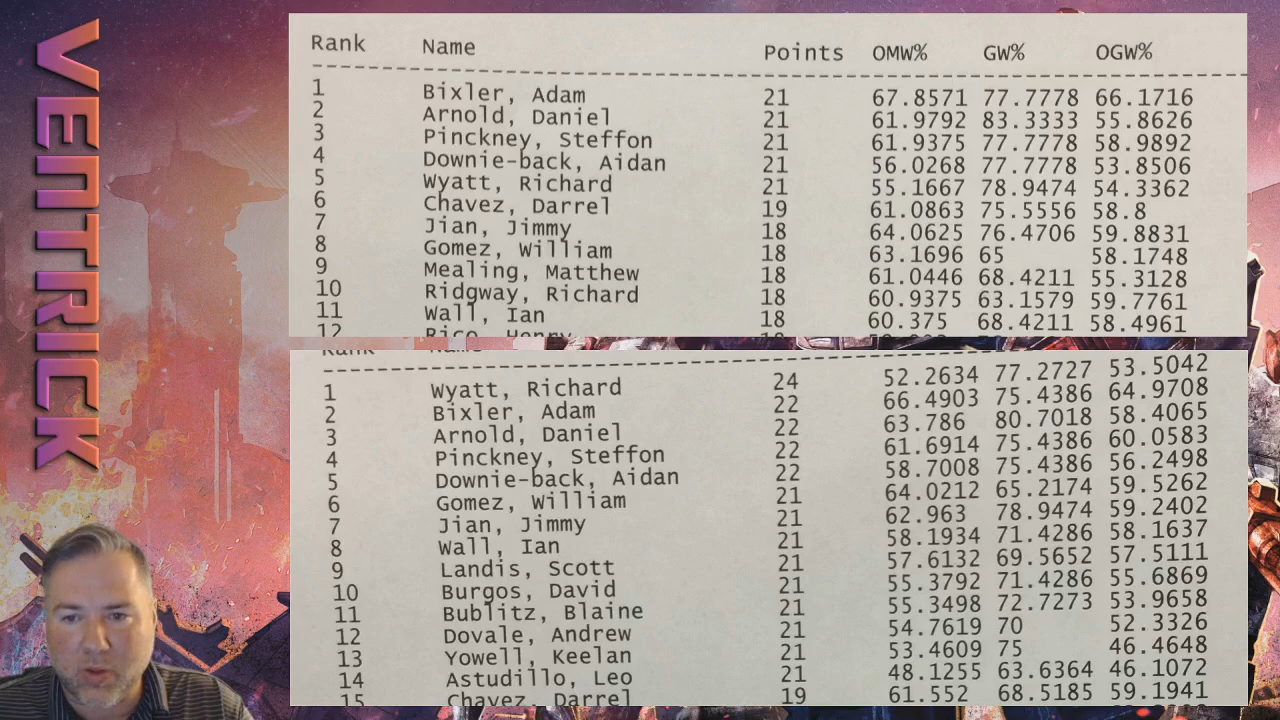 VENTRICK
Rank Name Points OMW% GW% OGW%
1 Bixler, Adam 21 67.8571 77.7778 66.1716
2 Arnold, Daniel 21 61.9792 83.3333 55.8626
3 Pinckney, Steffon 21 61.9375 77.7778 58.9892
4 Downie-back, Aidan 21 56.0268 77.7778 53.8506
5 Wyatt, Richard 21 55.1667 78.9474 54.3362
6 Chavez, Darrel 19 61.0863 75.5556 58.8
7 Jian, Jimmy 18 64.0625 76.4706 59.8831
8 Gomez, William 18 63.1696 65 58.1748
9 Mealing, Matthew 18 61.0446 68.4211 55.3128
10 Ridgway, Richard 18 60.9375 63.1579 59.7761
11 Wall, Ian 18 60.375 68.4211 58.4961
12 Rico, Henry
Rank Name
1 Wyatt, Richard 24 52.2634 77.2727 53.5042
2 Bixler, Adam 22 66.4903 75.4386 64.9708
3 Arnold, Daniel 22 63.786 80.7018 58.4065
4 Pinckney, Steffon 22 61.6914 75.4386 60.0583
5 Downie-back, Aidan 22 58.7008 75.4386 56.2498
6 Gomez, William 21 64.0212 65.2174 59.5262
7 Jian, Jimmy 21 62.963 78.9474 59.2402
8 Wall, Ian 21 58.1934 71.4286 58.1637
9 Landis, Scott 21 57.6132 69.5652 57.5111
10 Burgos, David 21 55.3792 71.4286 55.6869
11 Bublitz, Blaine 21 55.3498 72.7273 53.9658
12 Dovale, Andrew 21 54.7619 70 52.3326
13 Yowell, Keelan 21 53.4609 75 46.4648
14 Astudillo, Leo 21 48.1255 63.6364 46.1072
15 Chavez, Darrel 19 61.552 68.5185 59.1941